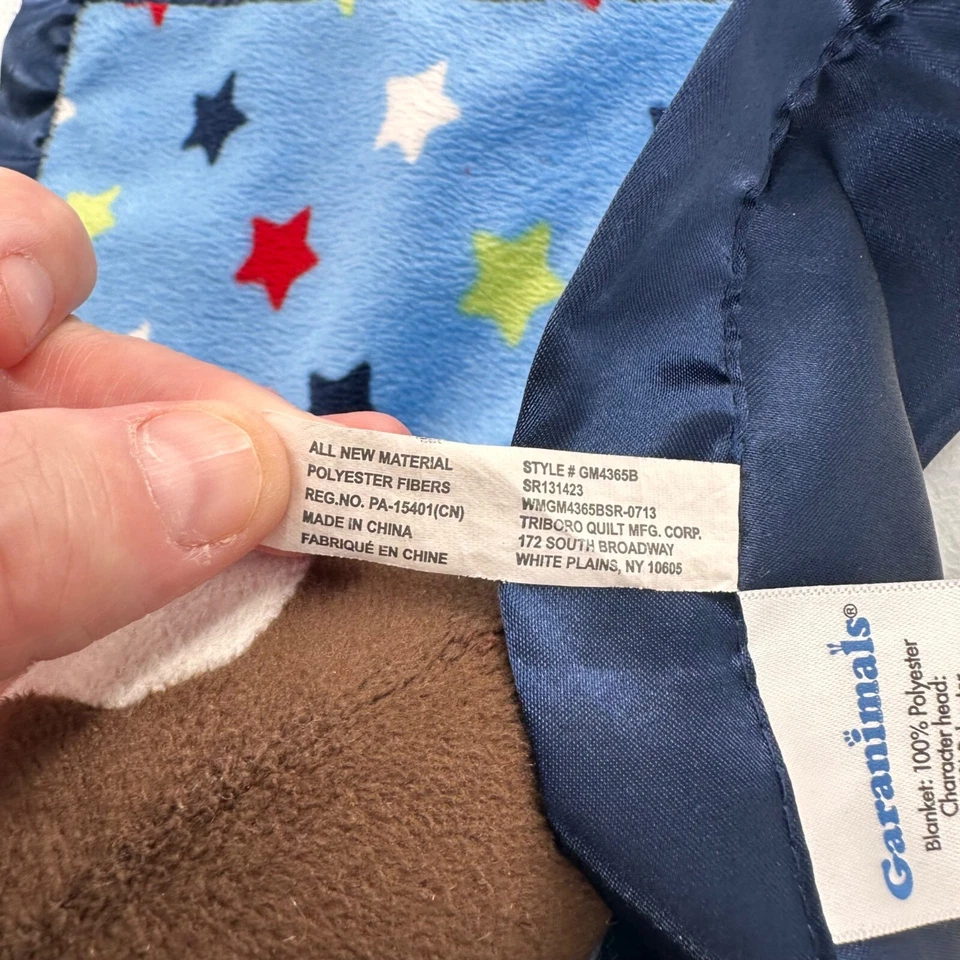 ALL NEW MATERIAL
POLYESTER FIBERS
REG.NO. PA-15401(CN)
MADE IN CHINA
FABRIQUÉ EN CHINE
STYLE # GM4365B
SR131423
WMGM4365BSR-0713
TRIBORO QUILT MFG. CORP.
172 SOUTH BROADWAY
WHITE PLAINS, NY 10605
Garanimals®
Blanket: 100% Polyester
Character head: